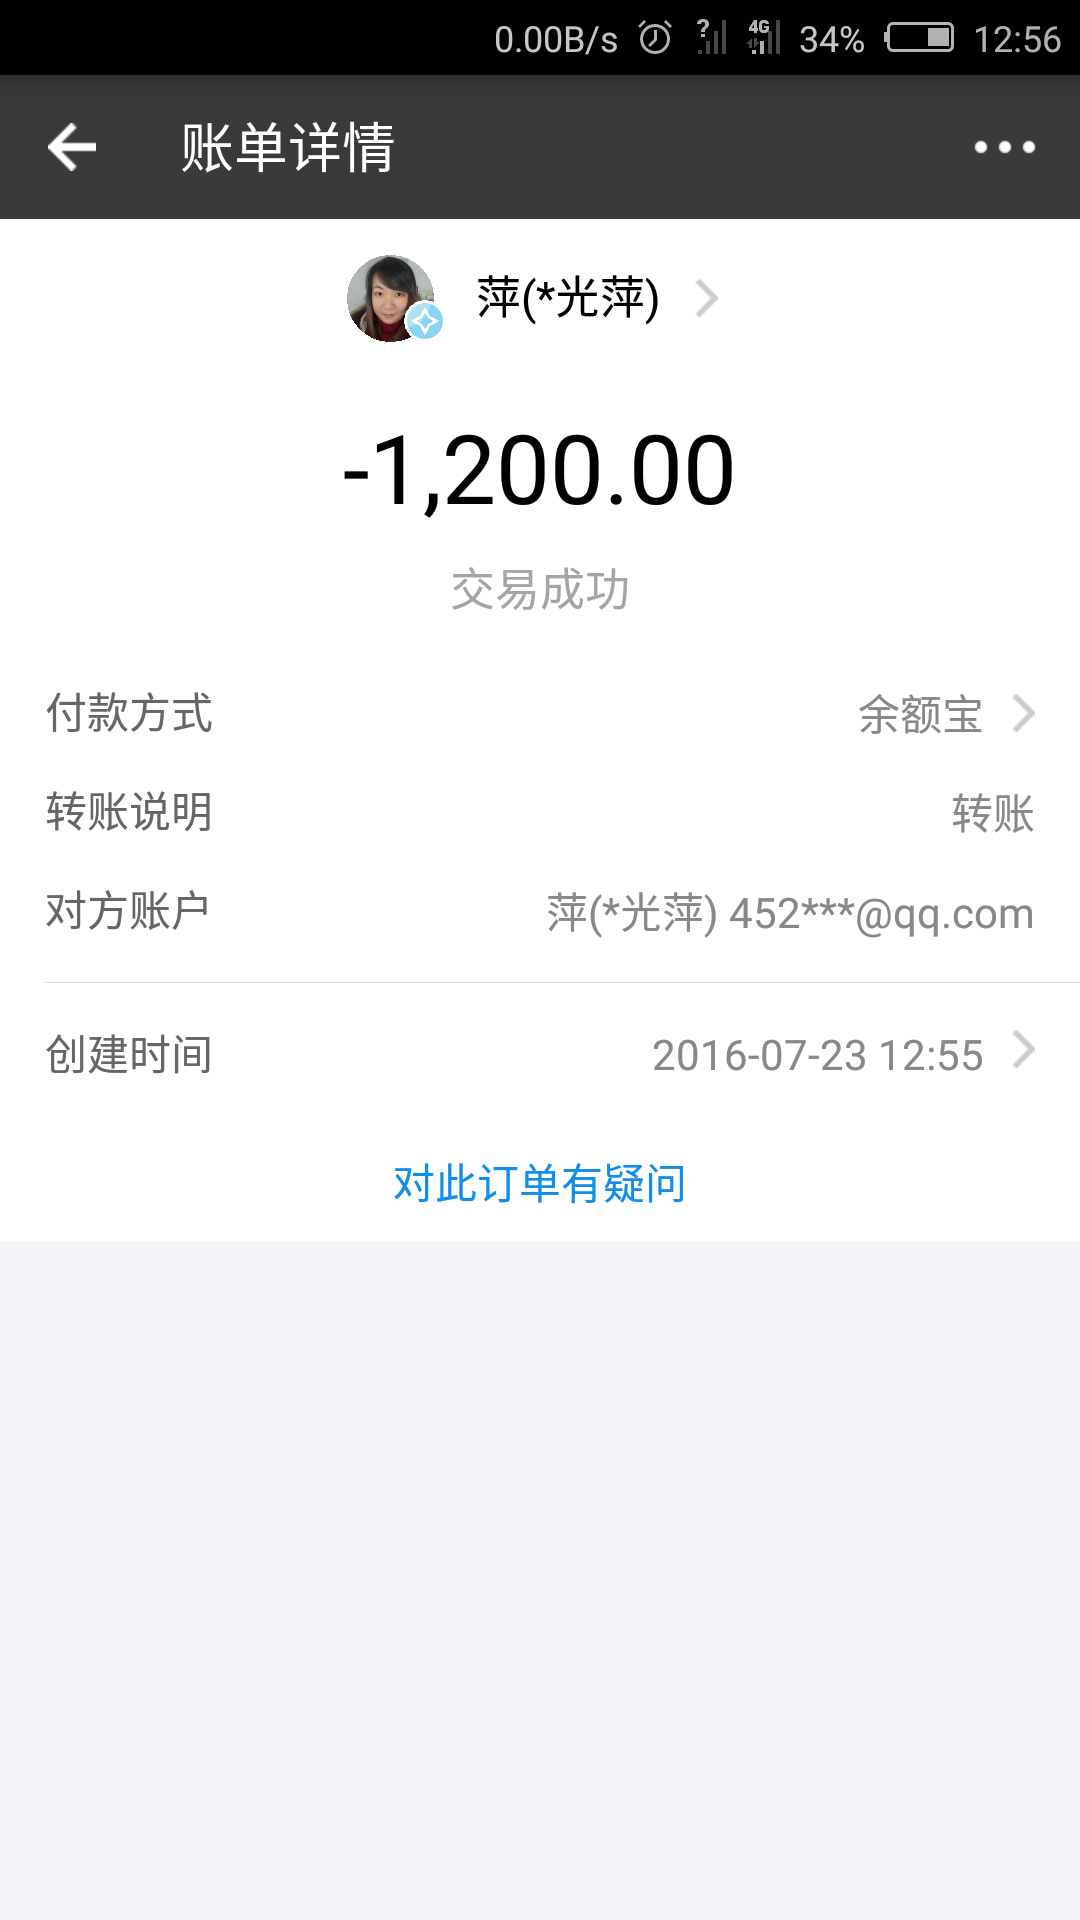 0.00B/s ? 4G 34% 12:56
账单详情
萍(*光萍)
-1,200.00
交易成功
付款方式 余额宝
转账说明 转账
对方账户 萍(*光萍) 452***@qq.com
创建时间 2016-07-23 12:55
对此订单有疑问